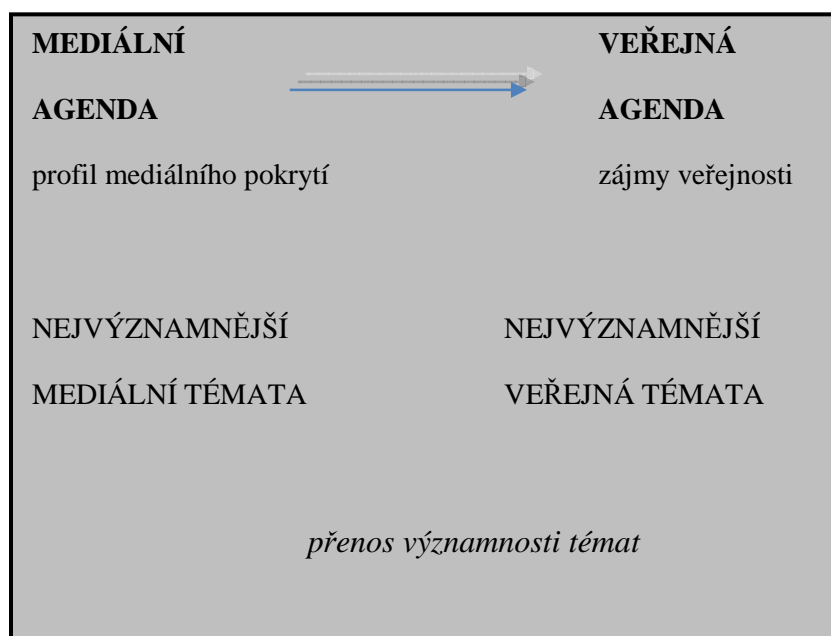 MEDIÁLNÍ VEŘEJNÁ
AGENDA AGENDA
profil mediálního pokrytí zájmy veřejnosti
NEJVÝZNAMNĚJŠÍ NEJVÝZNAMNĚJŠÍ
MEDIÁLNÍ TÉMATA VEŘEJNÁ TÉMATA
přenos významnosti témat